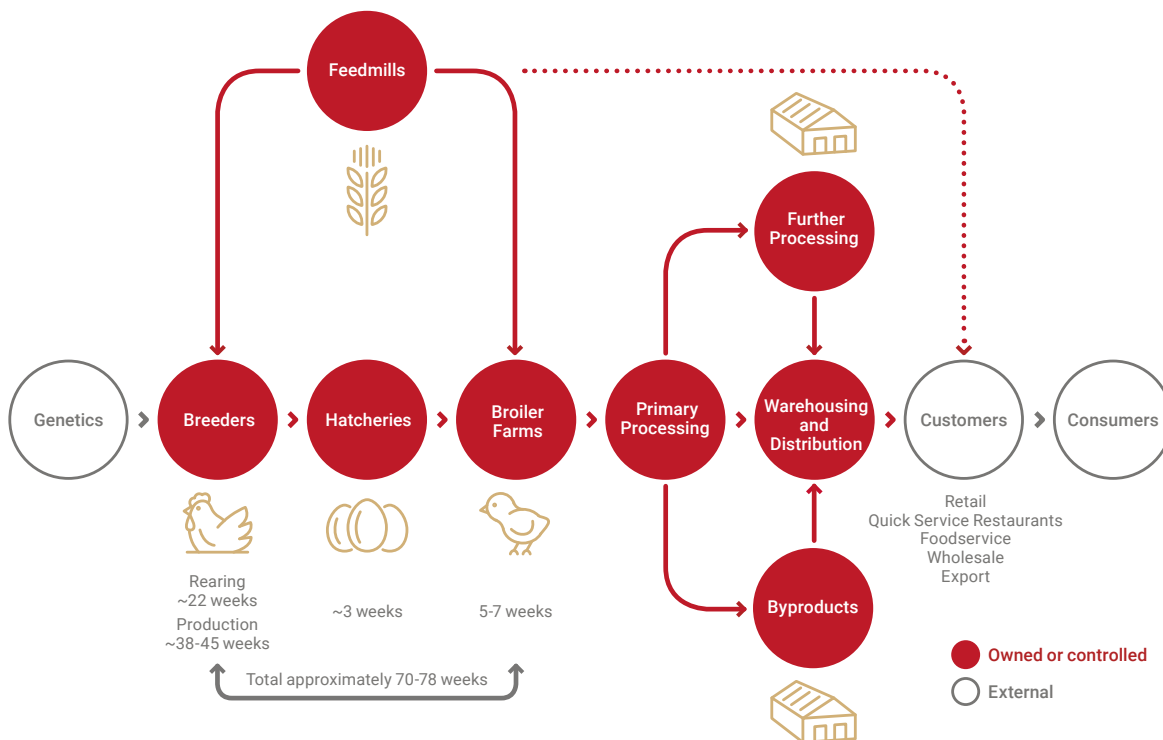 Feedmills
Further
Processing
Genetics
Breeders
Hatcheries
Broiler
Farms
Primary
Processing
Warehousing
and
Distribution
Customers
Consumers
Rearing
~22 weeks
Production
~38-45 weeks
~3 weeks
5-7 weeks
Total approximately 70-78 weeks
Retail
Quick Service Restaurants
Foodservice
Wholesale
Export
Byproducts
Owned or controlled
External